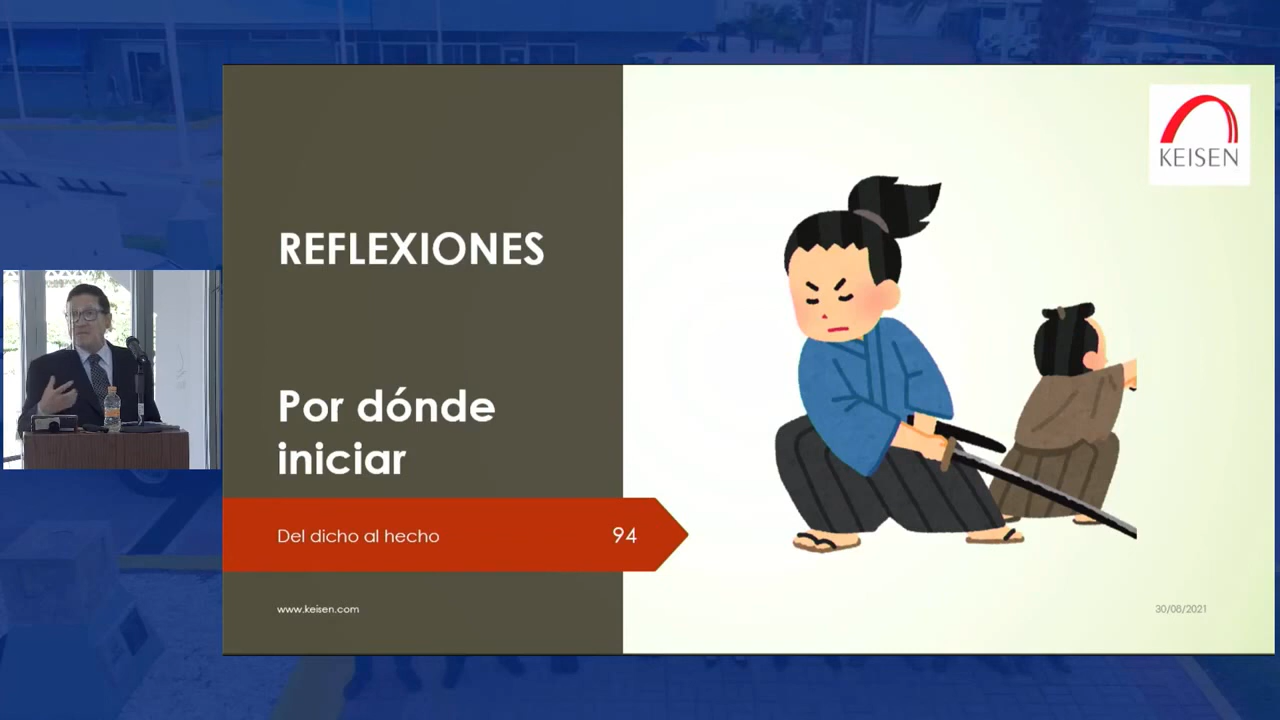 KEISEN
REFLEXIONES
Por dónde
iniciar
Del dicho al hecho
94
www.keisen.com
30/08/2021